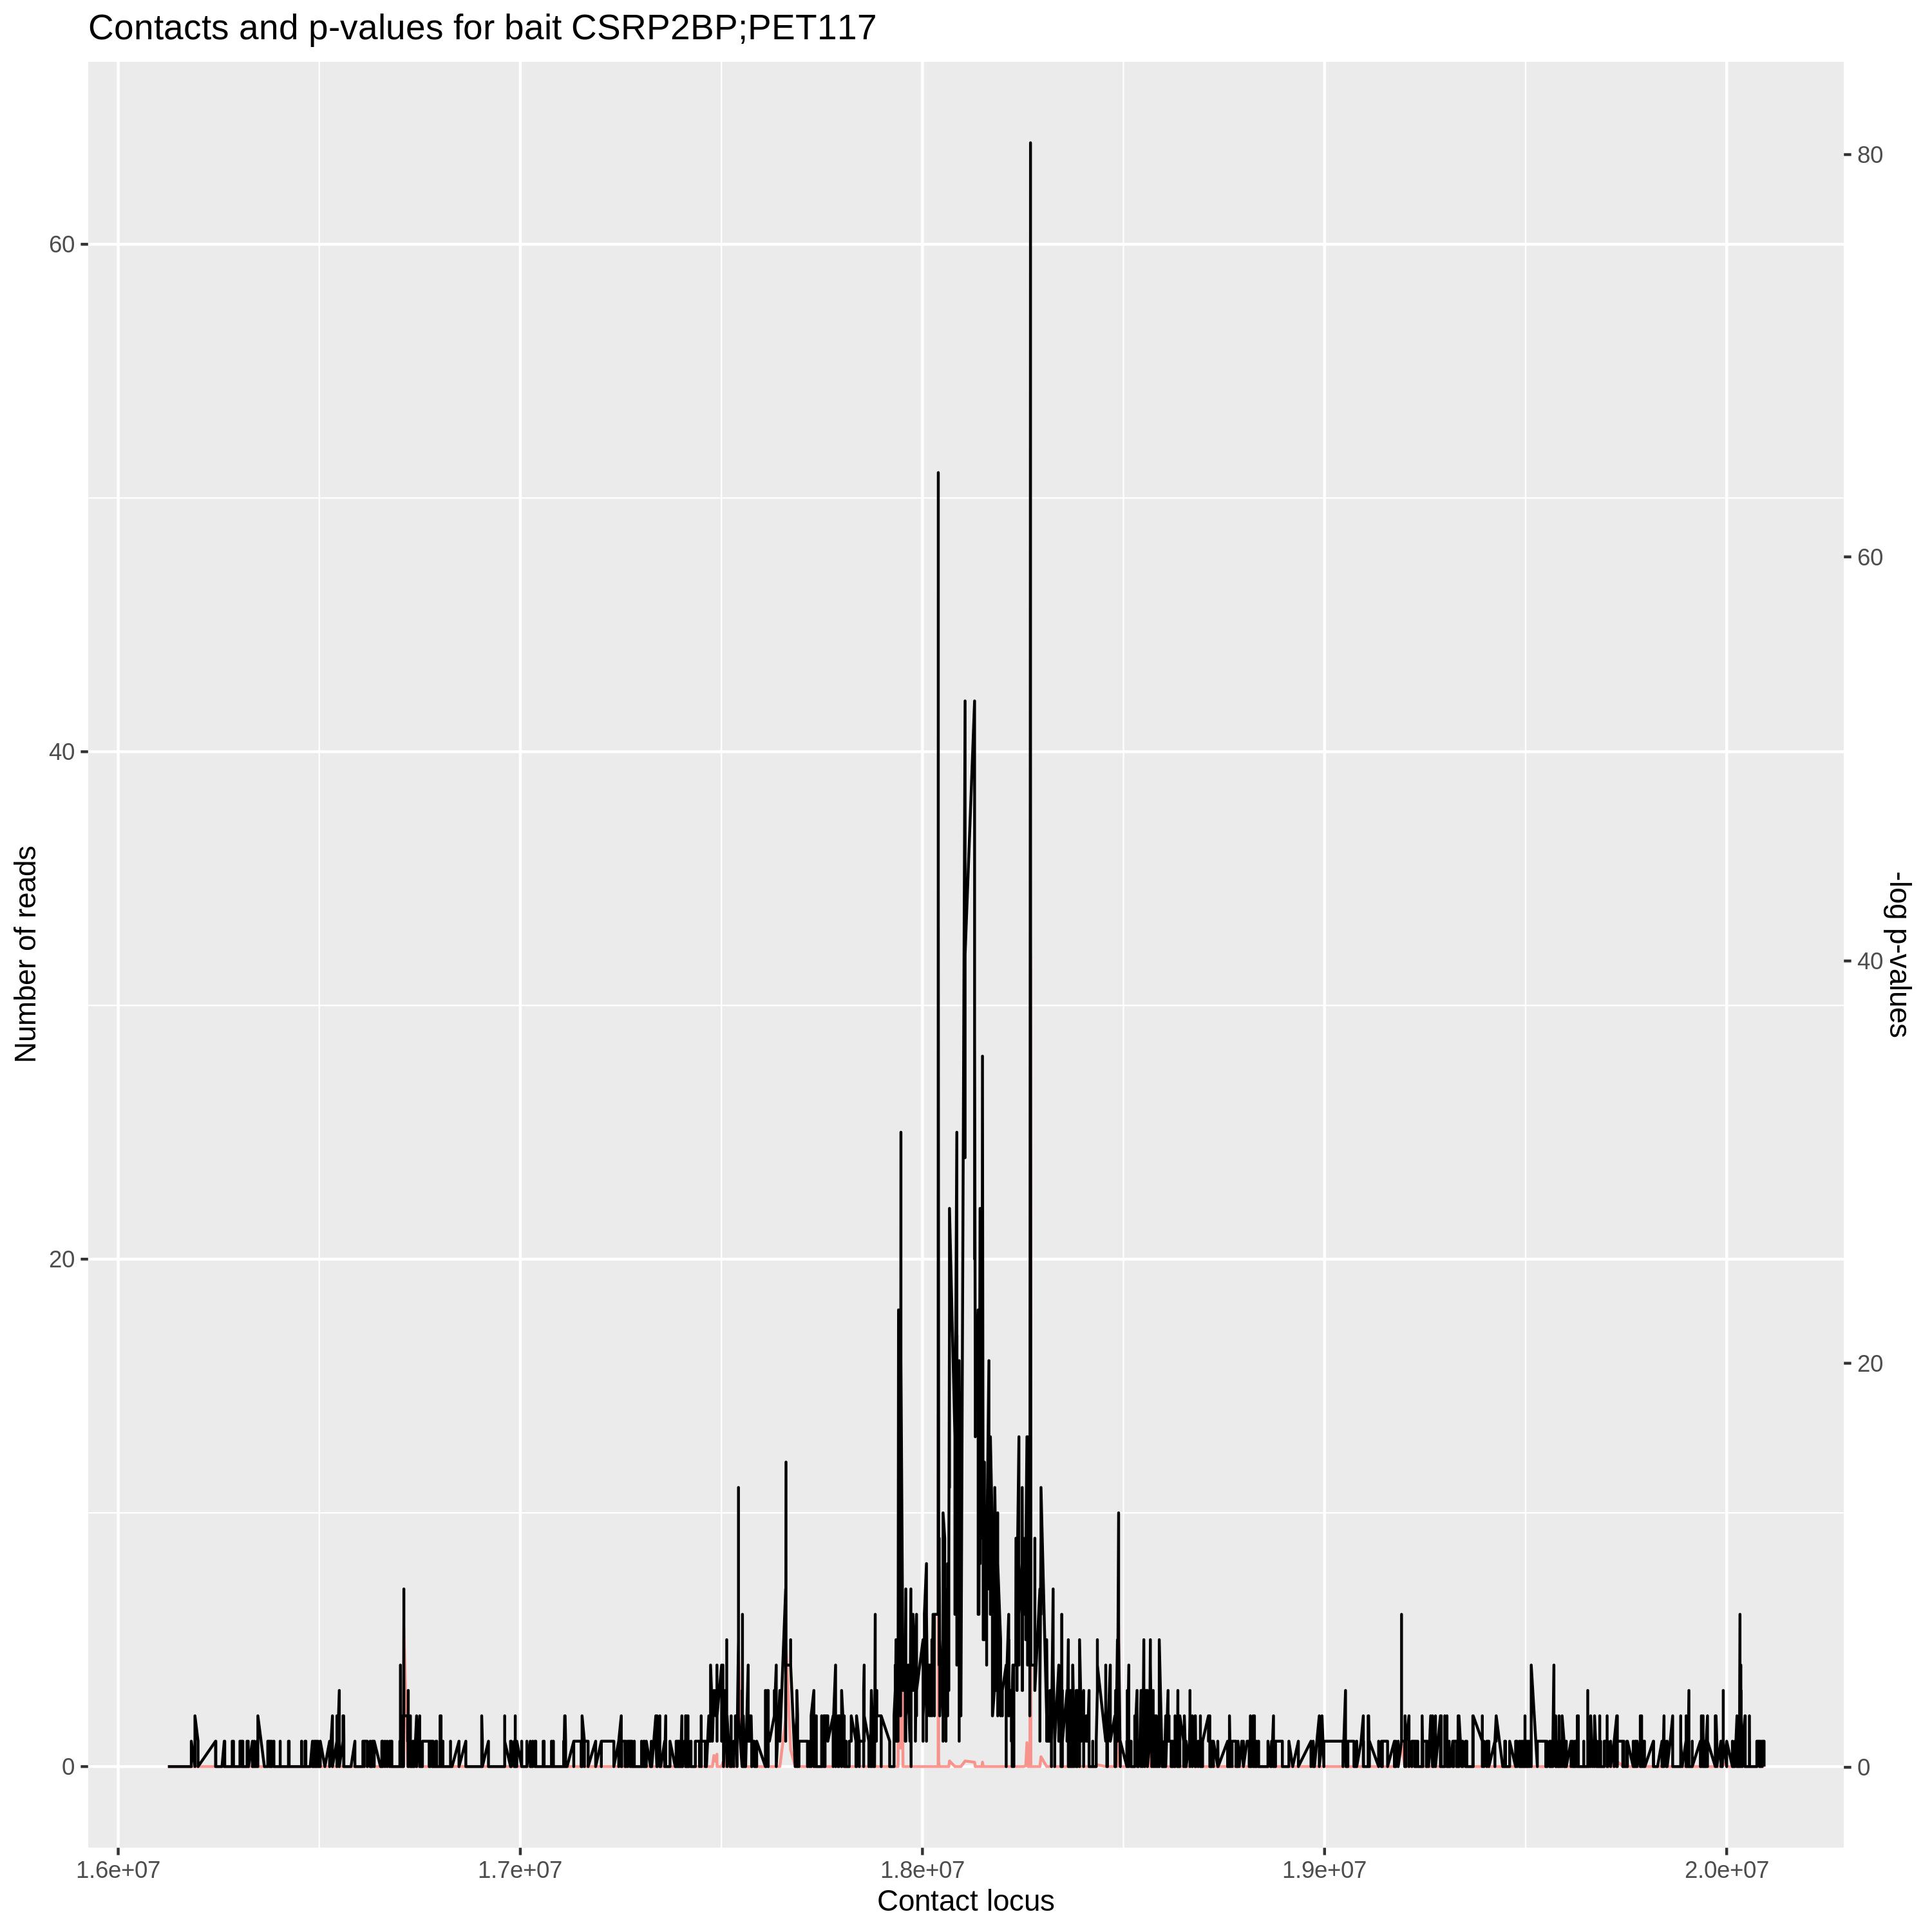 Contacts and p-values for bait CSRP2BP;PET117
Number of reads
60
40
20
0
80
60
40
20
0
-log p-values
1.6e+07 1.7e+07 1.8e+07 1.9e+07 2.0e+07
Contact locus